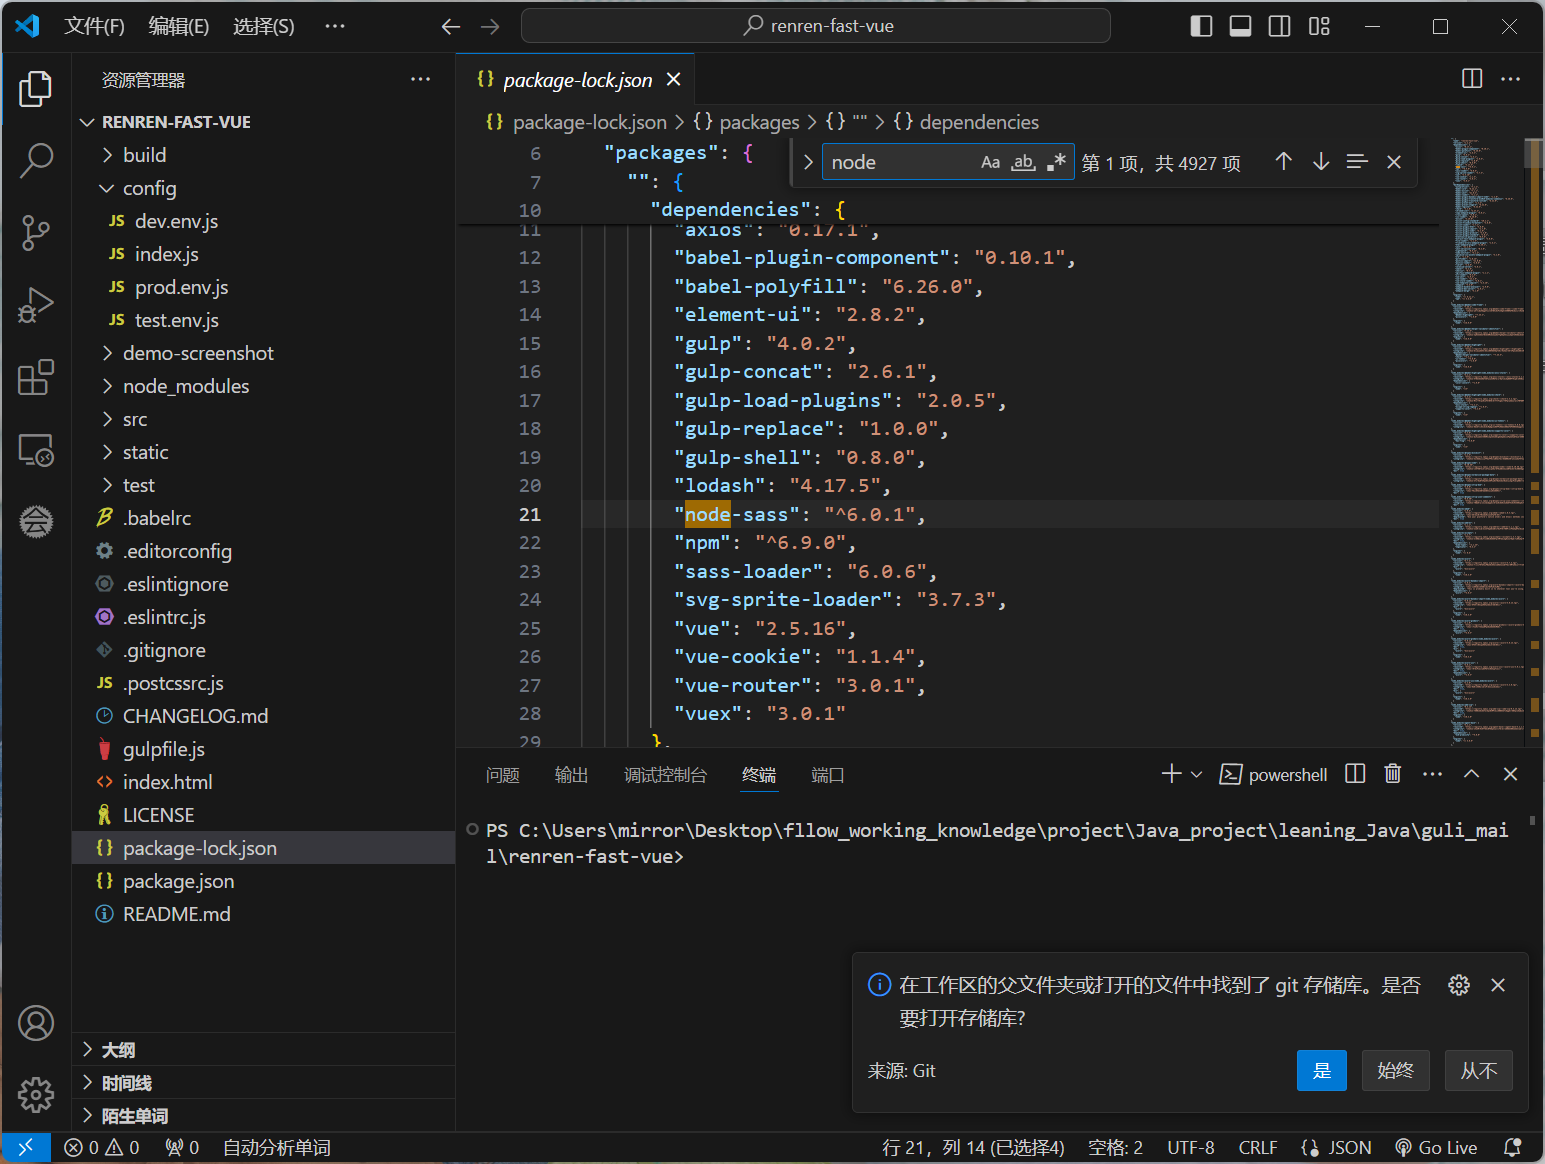 文件(F) 编辑(E) 选择(S) ··· renren-fast-vue
资源管理器 ···
RENREN-FAST-VUE
build
config
JS dev.env.js
JS index.js
JS prod.env.js
JS test.env.js
demo-screenshot
node_modules
src
static
test
.babelrc
.editorconfig
.eslintignore
.eslintrc.js
.gitignore
JS .postcssrc.js
CHANGELOG.md
gulpfile.js
index.html
LICENSE
{} package-lock.json
{} package.json
README.md
大纲
时间线
陌生单词
{} package-lock.json
{} package-lock.json > {} packages > {} "" > {} dependencies
node Aa ab .* 第 1 项，共 4927 项
6 "packages": {
7 "": {
10 "dependencies": {
11 "axios": "0.17.1",
12 "babel-plugin-component": "0.10.1",
13 "babel-polyfill": "6.26.0",
14 "element-ui": "2.8.2",
15 "gulp": "4.0.2",
16 "gulp-concat": "2.6.1",
17 "gulp-load-plugins": "2.0.5",
18 "gulp-replace": "1.0.0",
19 "gulp-shell": "0.8.0",
20 "lodash": "4.17.5",
21 "node-sass": "^6.0.1",
22 "npm": "^6.9.0",
23 "sass-loader": "6.0.6",
24 "svg-sprite-loader": "3.7.3",
25 "vue": "2.5.16",
26 "vue-cookie": "1.1.4",
27 "vue-router": "3.0.1",
28 "vuex": "3.0.1"
29 },
问题 输出 调试控制台 终端 端口 powershell
PS C:\Users\mirror\Desktop\fllow_working_knowledge\project\Java_project\leaning_Java\guli_mai
l\renren-fast-vue>
在工作区的父文件夹或打开的文件中找到了 git 存储库。是否
要打开存储库?
来源: Git 是 始终 从不
0 0 0 自动分析单词 行 21，列 14 (已选择4) 空格: 2 UTF-8 CRLF {} JSON Go Live